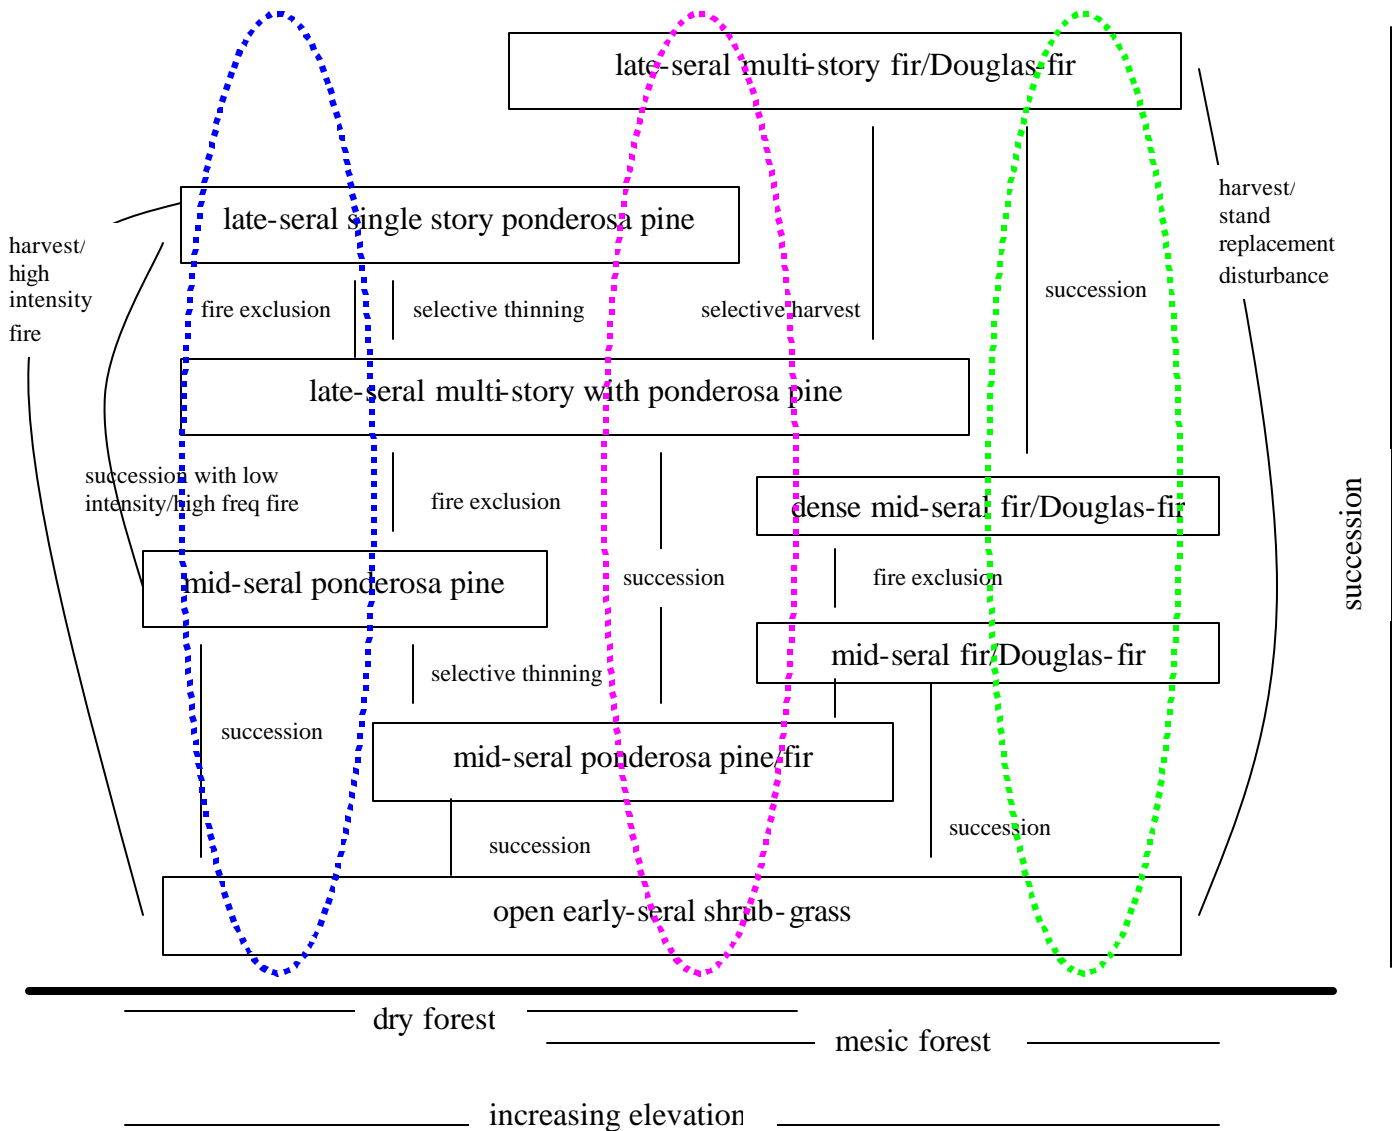 late-seral multi-story fir/Douglas-fir
late-seral single story ponderosa pine
harvest/
high
intensity
fire
harvest/
stand
replacement
disturbance
fire exclusion
selective thinning
selective harvest
succession
late-seral multi-story with ponderosa pine
succession with low
intensity/high freq fire
fire exclusion
dense mid-seral fir/Douglas-fir
succession
mid-seral ponderosa pine
succession
fire exclusion
mid-seral fir/Douglas-fir
selective thinning
succession
mid-seral ponderosa pine/fir
succession
succession
open early-seral shrub-grass
dry forest
mesic forest
increasing elevation